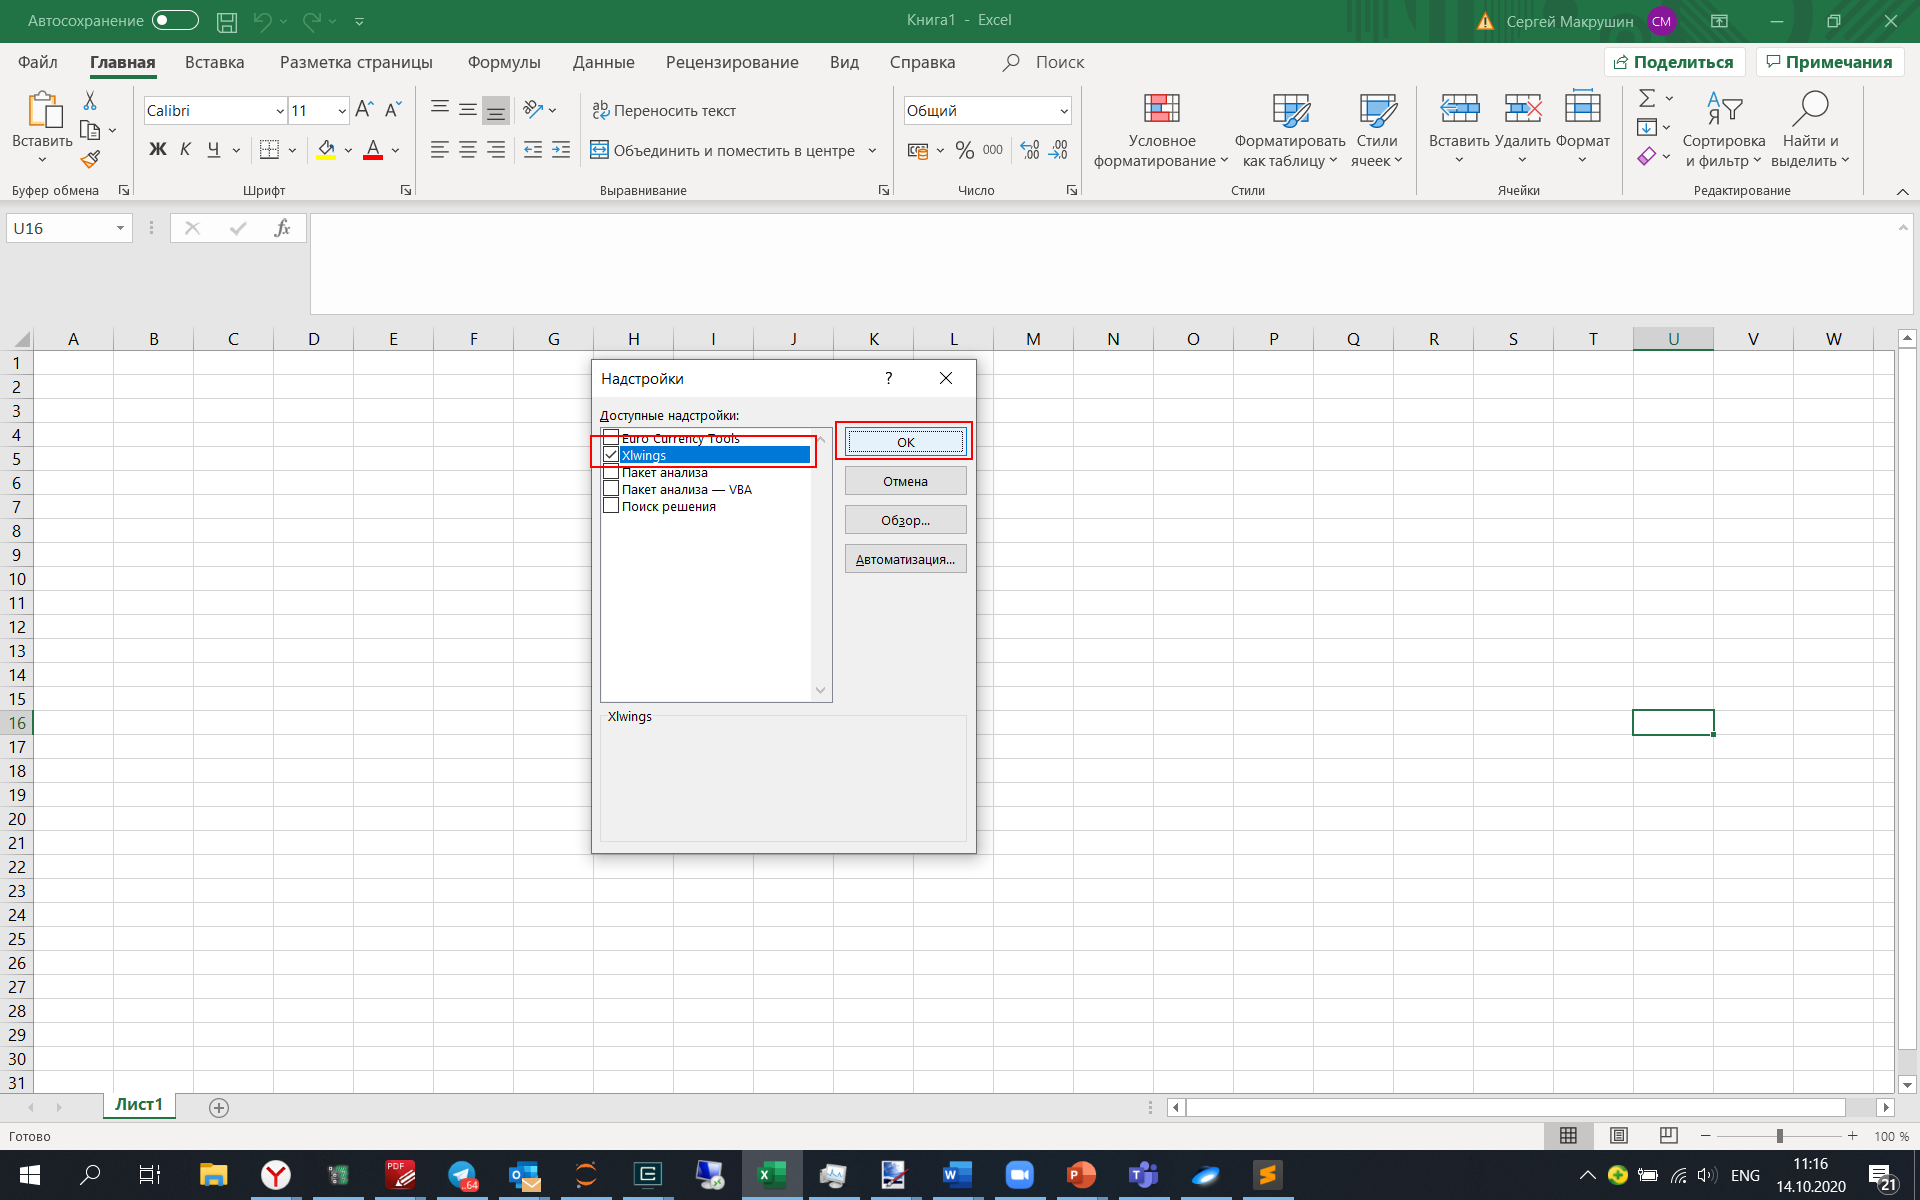 Автосохранение
Книга1 - Excel
Сергей Макрушин
СМ
Файл Главная Вставка Разметка страницы Формулы Данные Рецензирование Вид Справка Поиск
Поделиться Примечания
Вставить
Calibri 11
Ж К Ч
Переносить текст
Объединить и поместить в центре
Общий
% 000
Условное форматирование
Форматировать как таблицу
Стили ячеек
Вставить Удалить Формат
Сортировка и фильтр
Найти и выделить
Буфер обмена Шрифт Выравнивание Число Стили Ячейки Редактирование
U16 fx
A B C D E F G H I J K L M N O P Q R S T U V W
1
2
3
4
5
6
7
8
9
10
11
12
13
14
15
16
17
18
19
20
21
22
23
24
25
26
27
28
29
30
31
Надстройки ?
Доступные надстройки:
Euro Currency Tools
Xlwings
Пакет анализа
Пакет анализа — VBA
Поиск решения
ОК
Отмена
Обзор...
Автоматизация...
Xlwings
Лист1
Готово
100 %
PDF
..64
ENG
11:16
14.10.2020
21